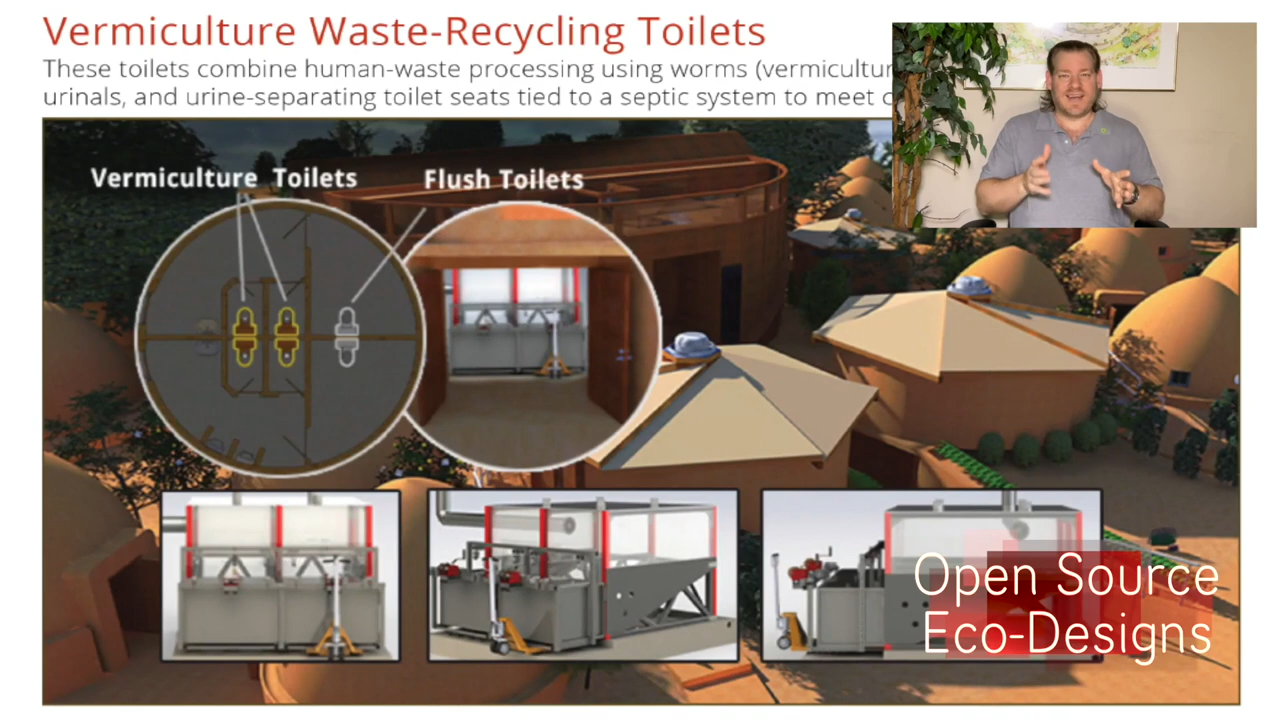 Vermiculture Waste-Recycling Toilets
These toilets combine human-waste processing using worms
urinals, and urine-separating toilet seats tied to a septic system to meet
Vermiculture Toilets
Flush Toilets
Open Source
Eco-Designs